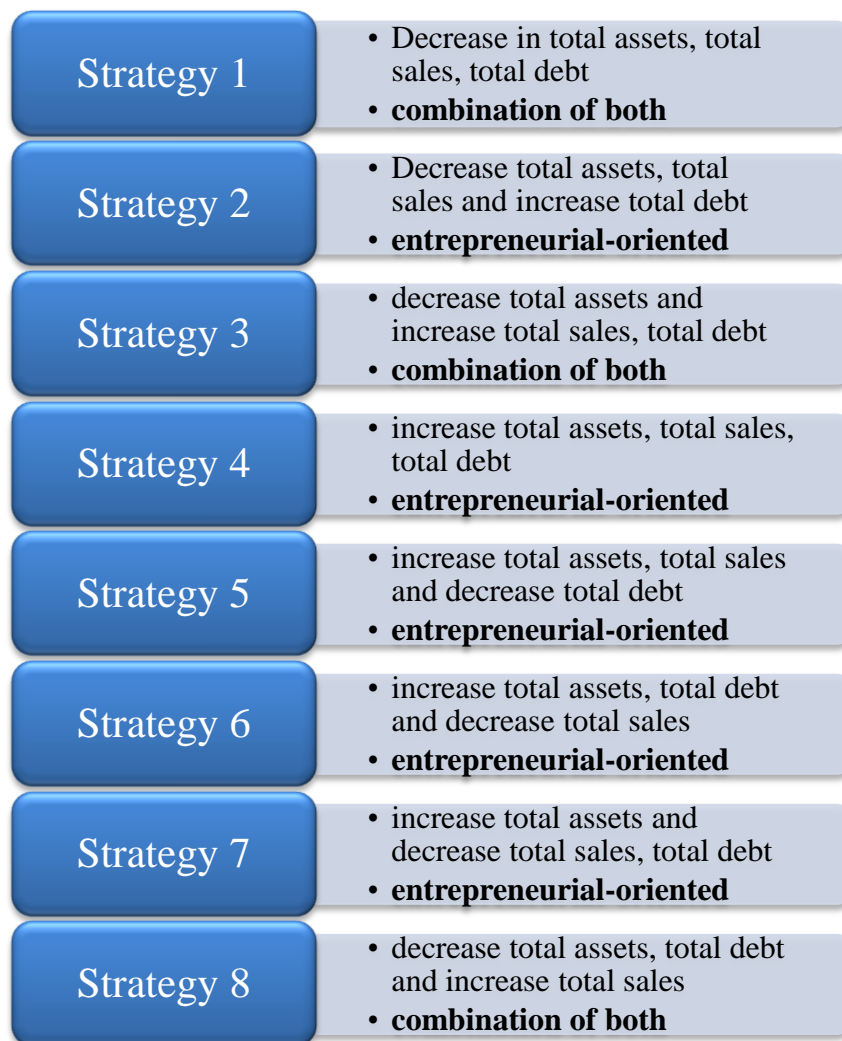 Strategy 1
• Decrease in total assets, total
sales, total debt
• combination of both
Strategy 2
• Decrease total assets, total
sales and increase total debt
• entrepreneurial-oriented
Strategy 3
• decrease total assets and
increase total sales, total debt
• combination of both
Strategy 4
• increase total assets, total sales,
total debt
• entrepreneurial-oriented
Strategy 5
• increase total assets, total sales
and decrease total debt
• entrepreneurial-oriented
Strategy 6
• increase total assets, total debt
and decrease total sales
• entrepreneurial-oriented
Strategy 7
• increase total assets and
decrease total sales, total debt
• entrepreneurial-oriented
Strategy 8
• decrease total assets, total debt
and increase total sales
• combination of both